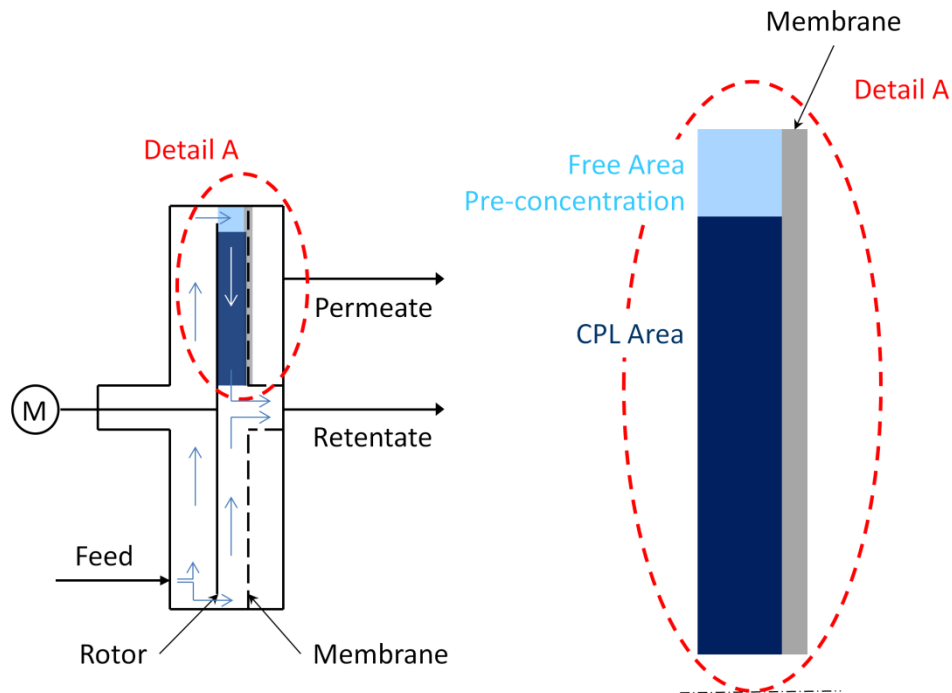 Membrane
Detail A
Detail A
Free Area
Pre-concentration
Permeate
CPL Area
M
Retentate
Feed
Rotor
Membrane